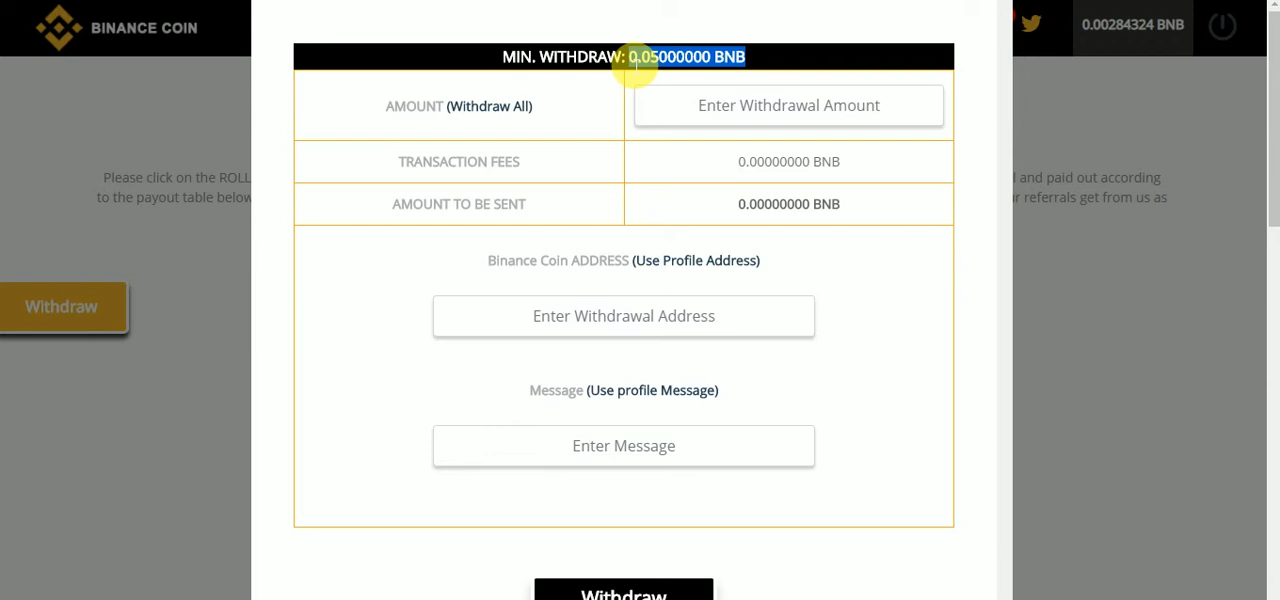 BINANCE COIN
0.00284324 BNB
MIN. WITHDRAW: 0.05000000 BNB
AMOUNT (Withdraw All)
Enter Withdrawal Amount
TRANSACTION FEES
0.00000000 BNB
Please click on the ROLL
l and paid out according
to the payout table below
ur referrals get from us as
AMOUNT TO BE SENT
0.00000000 BNB
Binance Coin ADDRESS (Use Profile Address)
Withdraw
Enter Withdrawal Address
Message (Use profile Message)
Enter Message
Withdraw